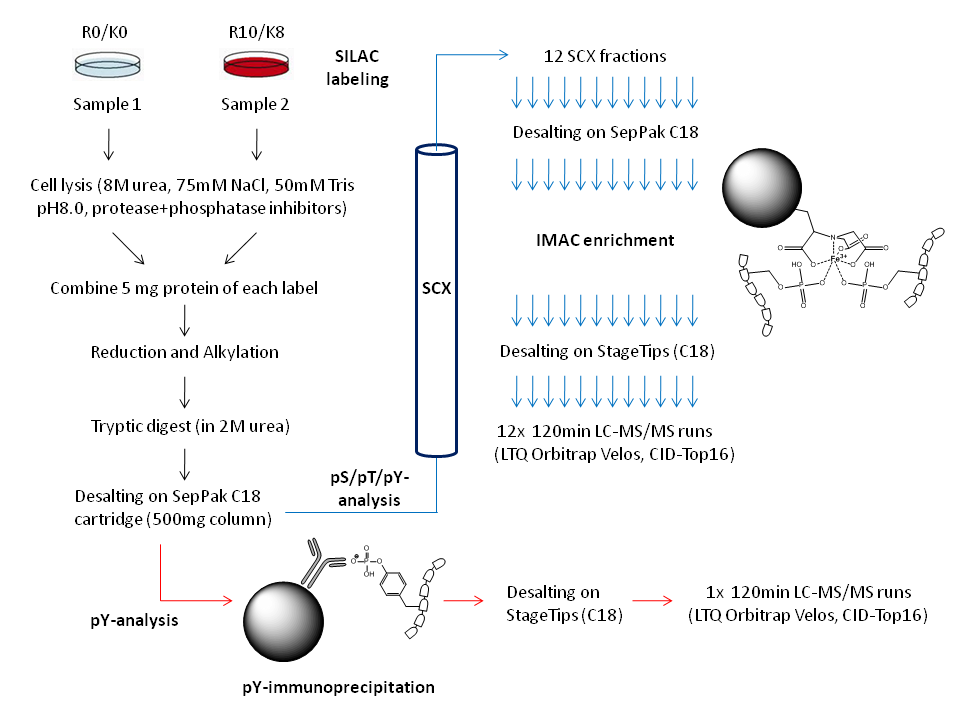 R0/K0
R10/K8
SILAC
labeling
Sample 1
Sample 2
Cell lysis (8M urea, 75mM NaCl, 50mM Tris
pH8.0, protease+phosphatase inhibitors)
Combine 5 mg protein of each label
Reduction and Alkylation
Tryptic digest (in 2M urea)
Desalting on SepPak C18
cartridge (500mg column)
pS/pT/pY-
analysis
SCX
12 SCX fractions
Desalting on SepPak C18
IMAC enrichment
N
O
O
O
O
O
O
Fe3+
HO
OH
O
P
O
O
P
O
O
O
Desalting on StageTips (C18)
12x 120min LC-MS/MS runs
(LTQ Orbitrap Velos, CID-Top16)
pY-analysis
O
O
P
O
OH
pY-immunoprecipitation
Desalting on
StageTips (C18)
1x 120min LC-MS/MS runs
(LTQ Orbitrap Velos, CID-Top16)